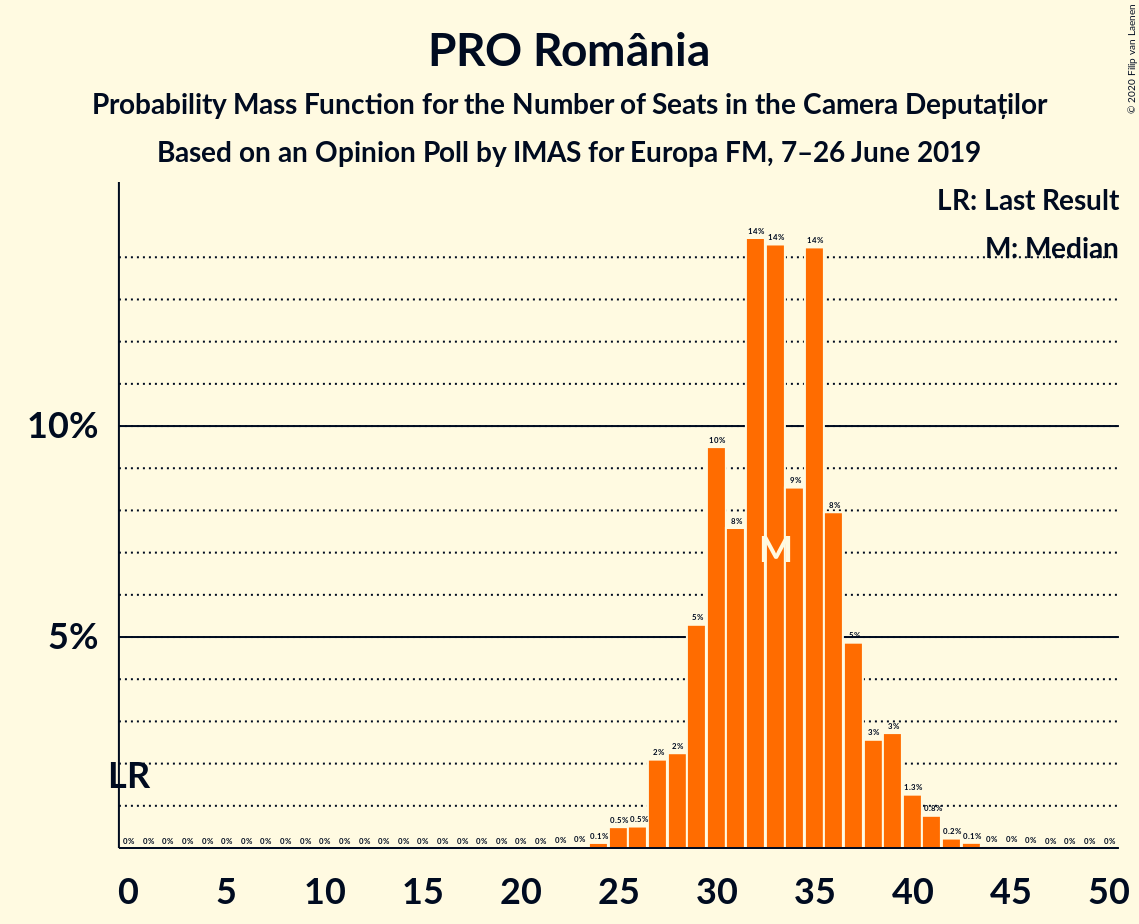 PRO România
Probability Mass Function for the Number of Seats in the Camera Deputaților
Based on an Opinion Poll by IMAS for Europa FM, 7–26 June 2019
© 2020 Filip van Laenen
LR: Last Result
M: Median
10%
5%
LR
M
0% 0% 0% 0% 0% 0% 0% 0% 0% 0% 0% 0% 0% 0% 0% 0% 0% 0% 0% 0% 0% 0% 0% 0% 0.1% 0.5% 0.5% 2% 2% 5% 10% 8% 14% 14% 9% 14% 8% 5% 3% 3% 1.3% 0.8% 0.2% 0.1% 0% 0% 0% 0% 0% 0% 0%
0 5 10 15 20 25 30 35 40 45 50